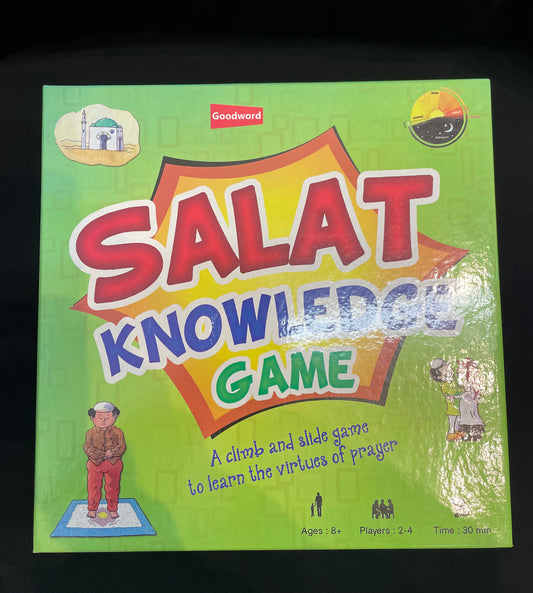 Goodword
SALAT
KNOWLEDGE
GAME
A climb and slide game
to learn the virtues of prayer
Ages : 8+ Players : 2-4 Time : 30 min